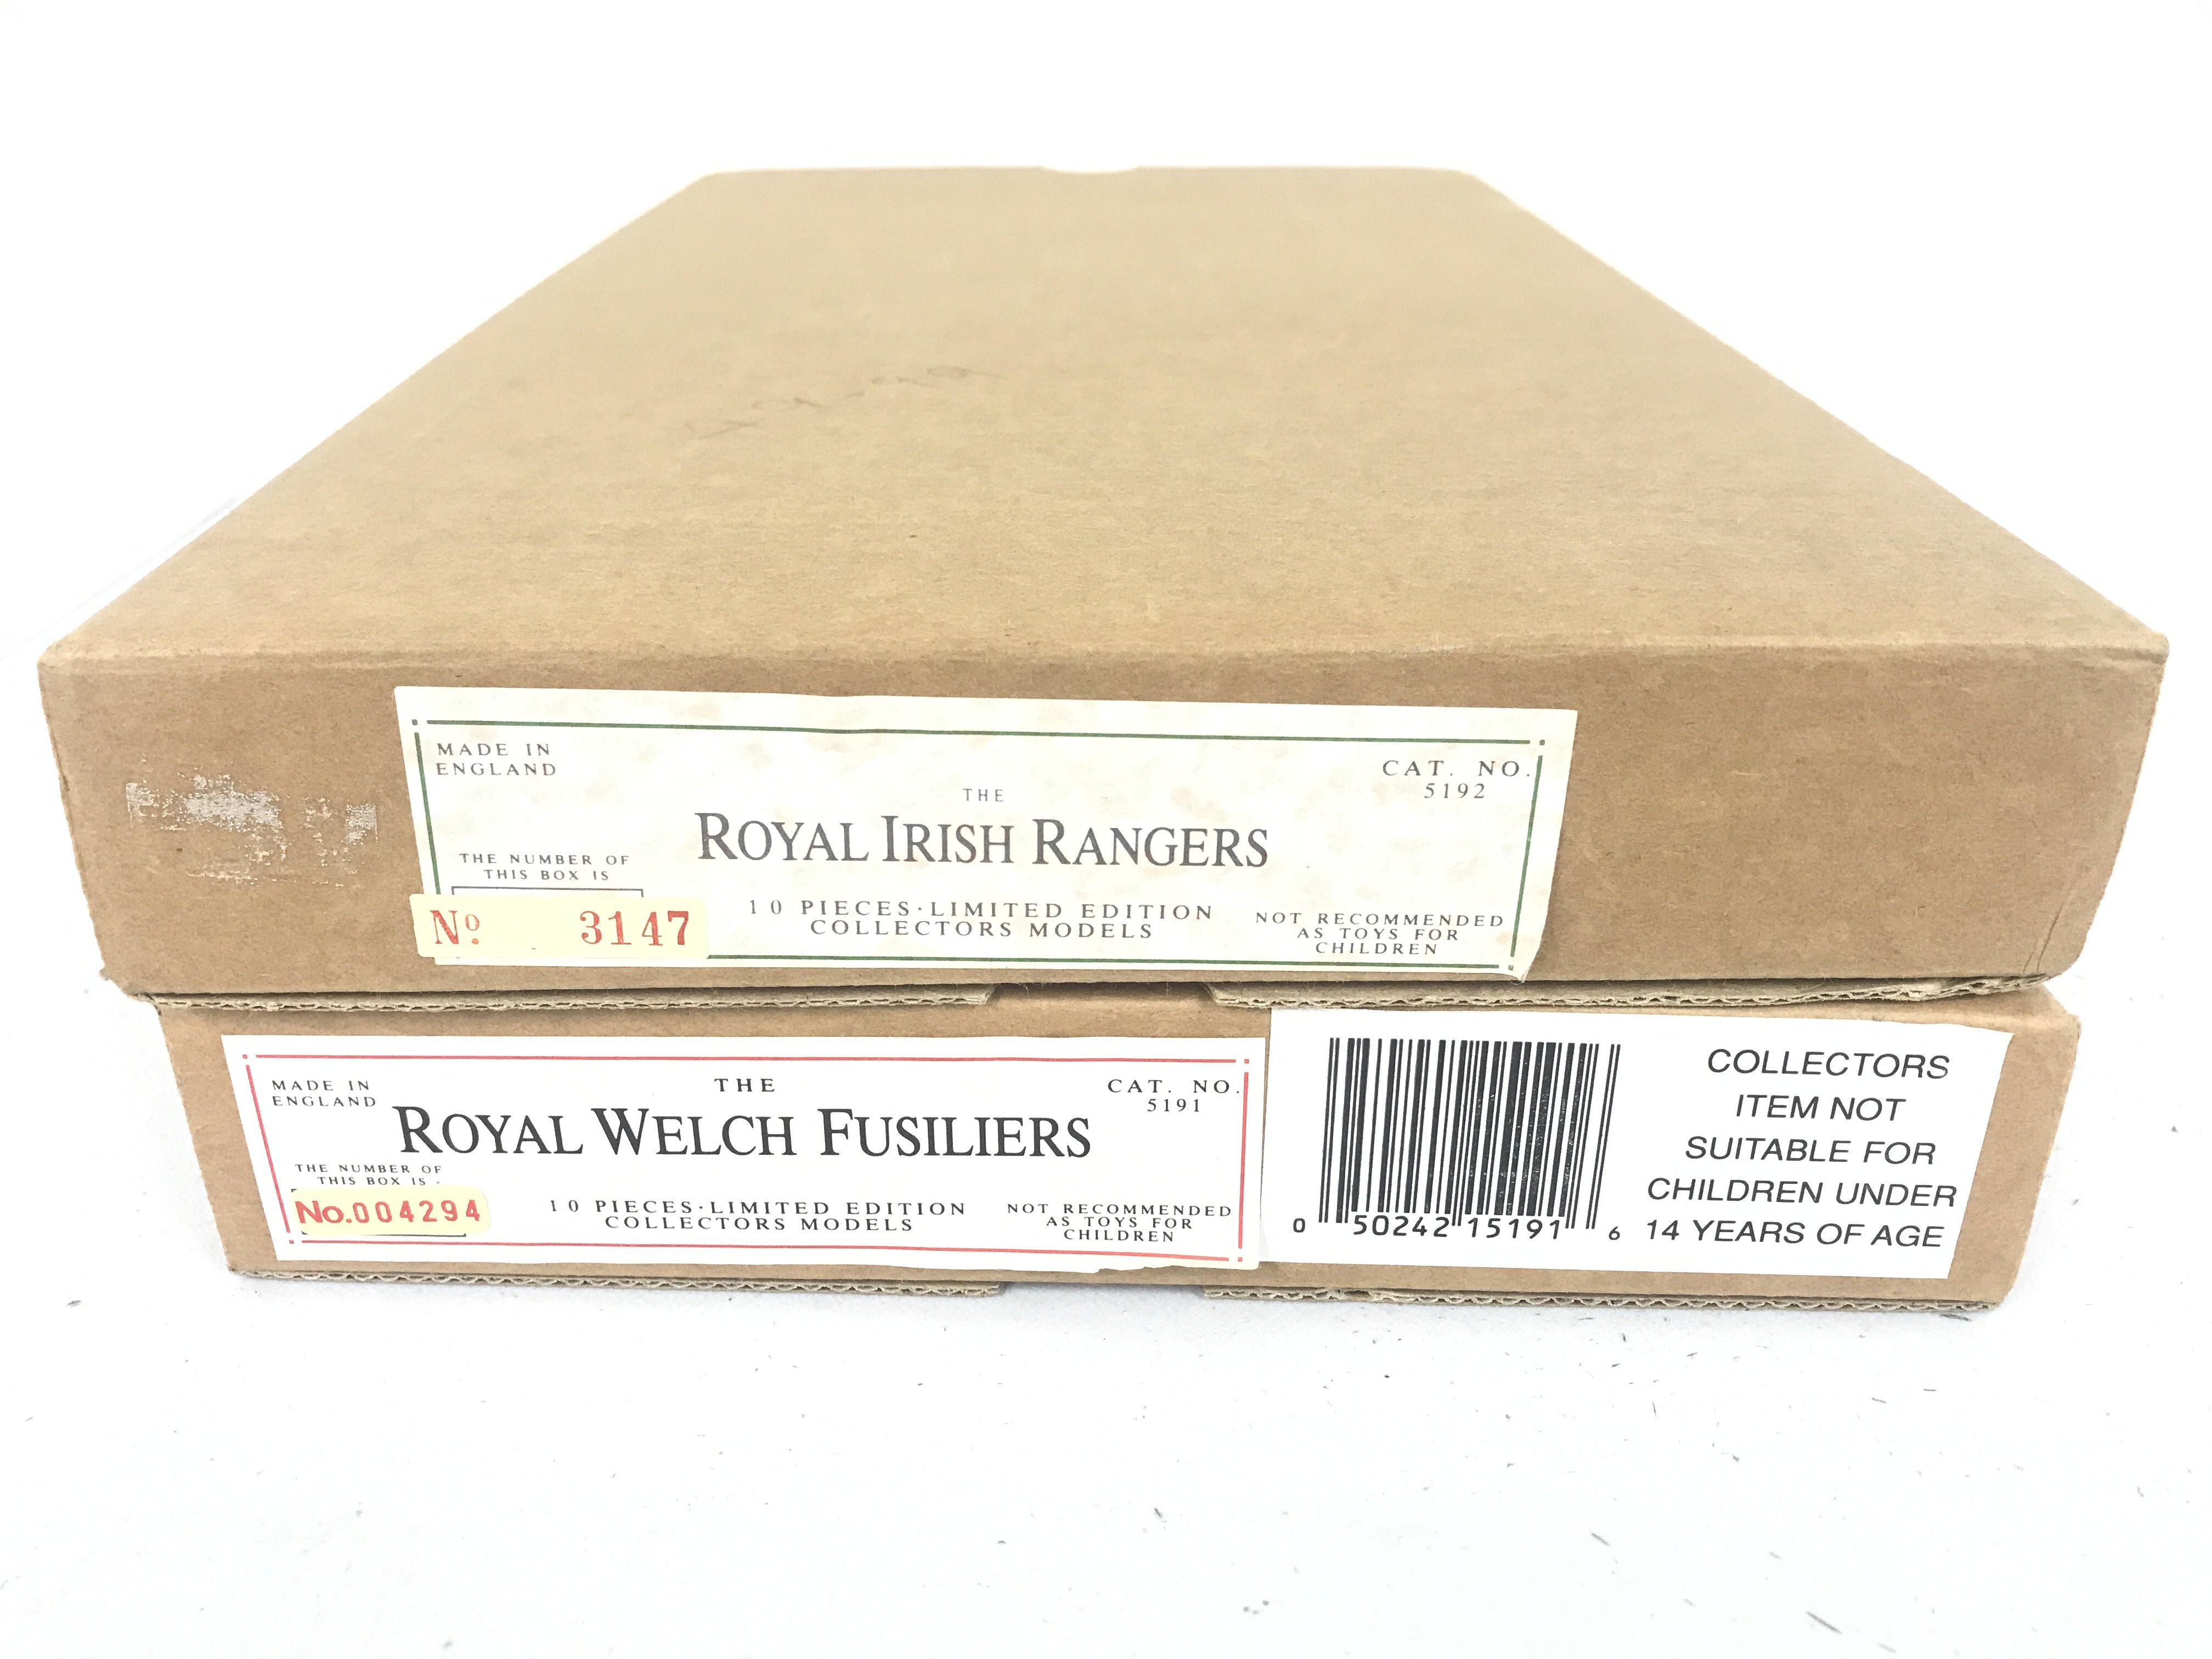 MADE IN
ENGLAND
CAT. NO.
5192
THE
ROYAL IRISH RANGERS
THE NUMBER OF
THIS BOX IS
Nº 3147
10 PIECES·LIMITED EDITION
COLLECTORS MODELS
NOT RECOMMENDED
AS TOYS FOR
CHILDREN
MADE IN
ENGLAND
THE
CAT. NO.
5191
ROYAL WELCH FUSILIERS
THE NUMBER OF
THIS BOX IS -
No.004294
10 PIECES·LIMITED EDITION
COLLECTORS MODELS
NOT RECOMMENDED
AS TOYS FOR
CHILDREN
0 50242 15191 6
COLLECTORS
ITEM NOT
SUITABLE FOR
CHILDREN UNDER
14 YEARS OF AGE